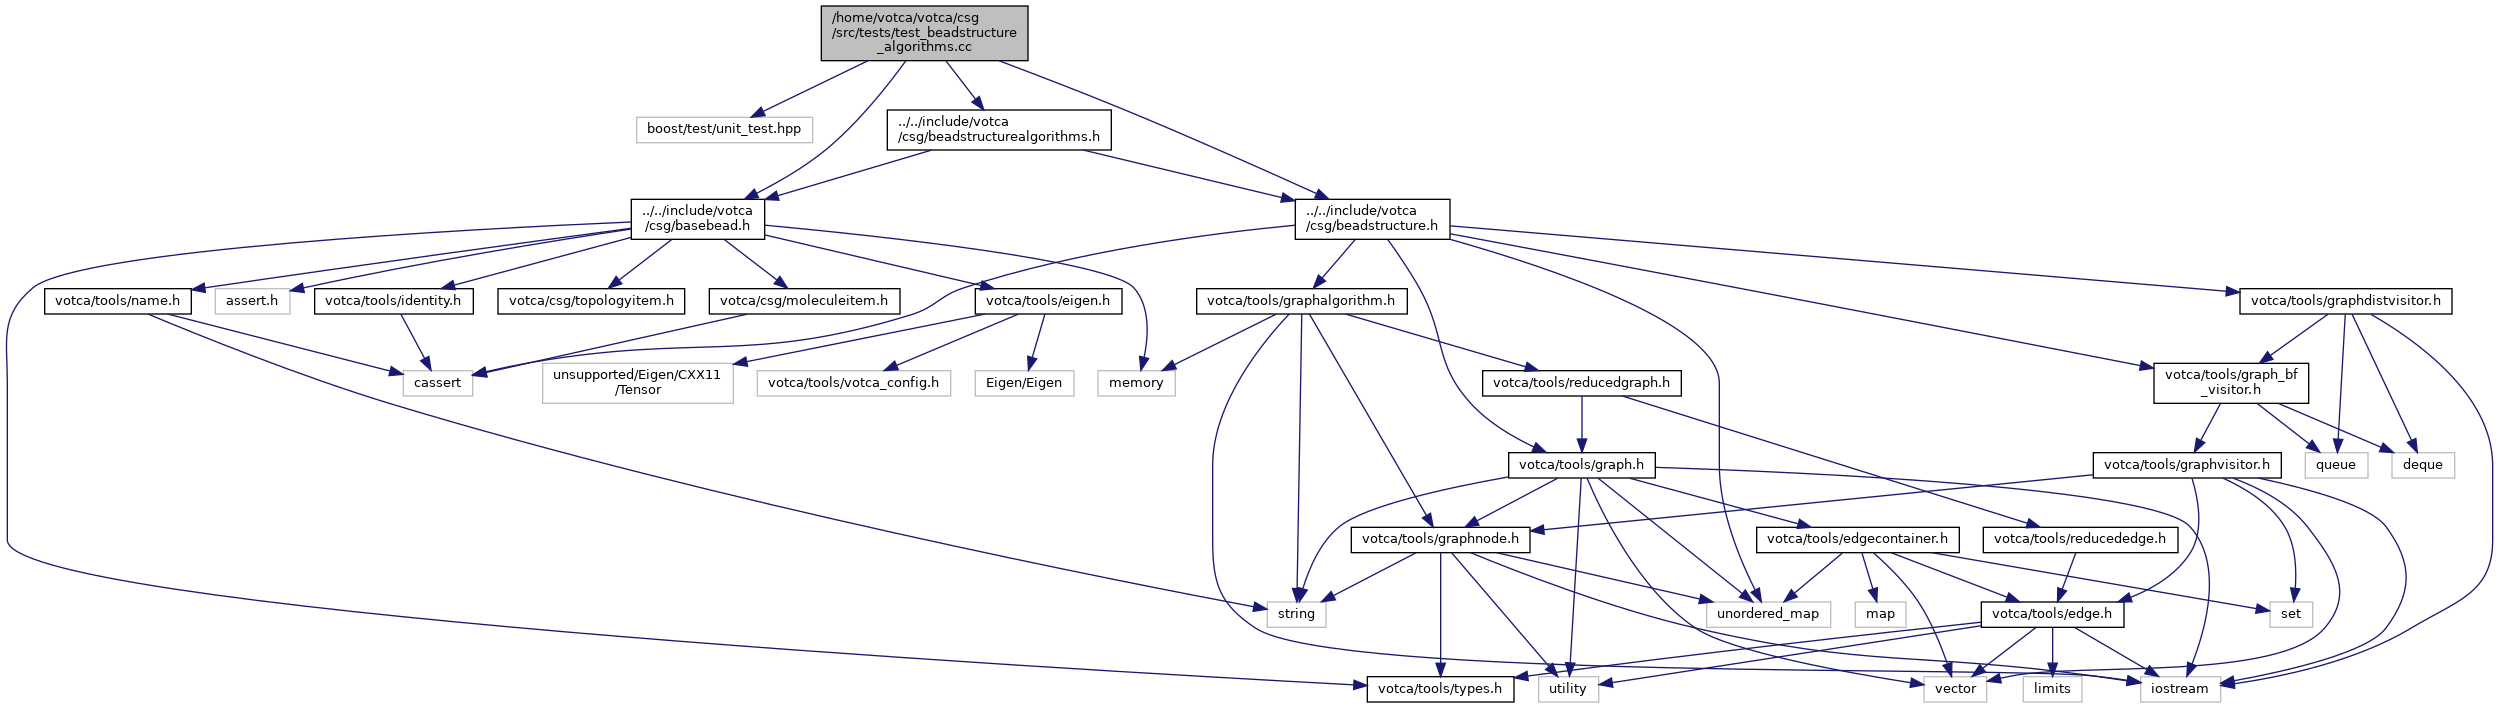 /home/votca/votca/csg
/src/tests/test_beadstructure
_algorithms.cc
boost/test/unit_test.hpp
../../include/votca
/csg/beadstructurealgorithms.h
../../include/votca
/csg/basebead.h
../../include/votca
/csg/beadstructure.h
votca/tools/name.h
assert.h
votca/tools/identity.h
votca/csg/topologyitem.h
votca/csg/moleculeitem.h
votca/tools/eigen.h
votca/tools/graphalgorithm.h
votca/tools/graphdistvisitor.h
cassert
unsupported/Eigen/CXX11
/Tensor
votca/tools/votca_config.h
Eigen/Eigen
memory
votca/tools/reducedgraph.h
votca/tools/graph_bf
_visitor.h
votca/tools/graph.h
votca/tools/graphvisitor.h
queue
deque
votca/tools/graphnode.h
votca/tools/edgecontainer.h
votca/tools/reducededge.h
string
unordered_map
map
votca/tools/edge.h
set
votca/tools/types.h
utility
vector
limits
iostream